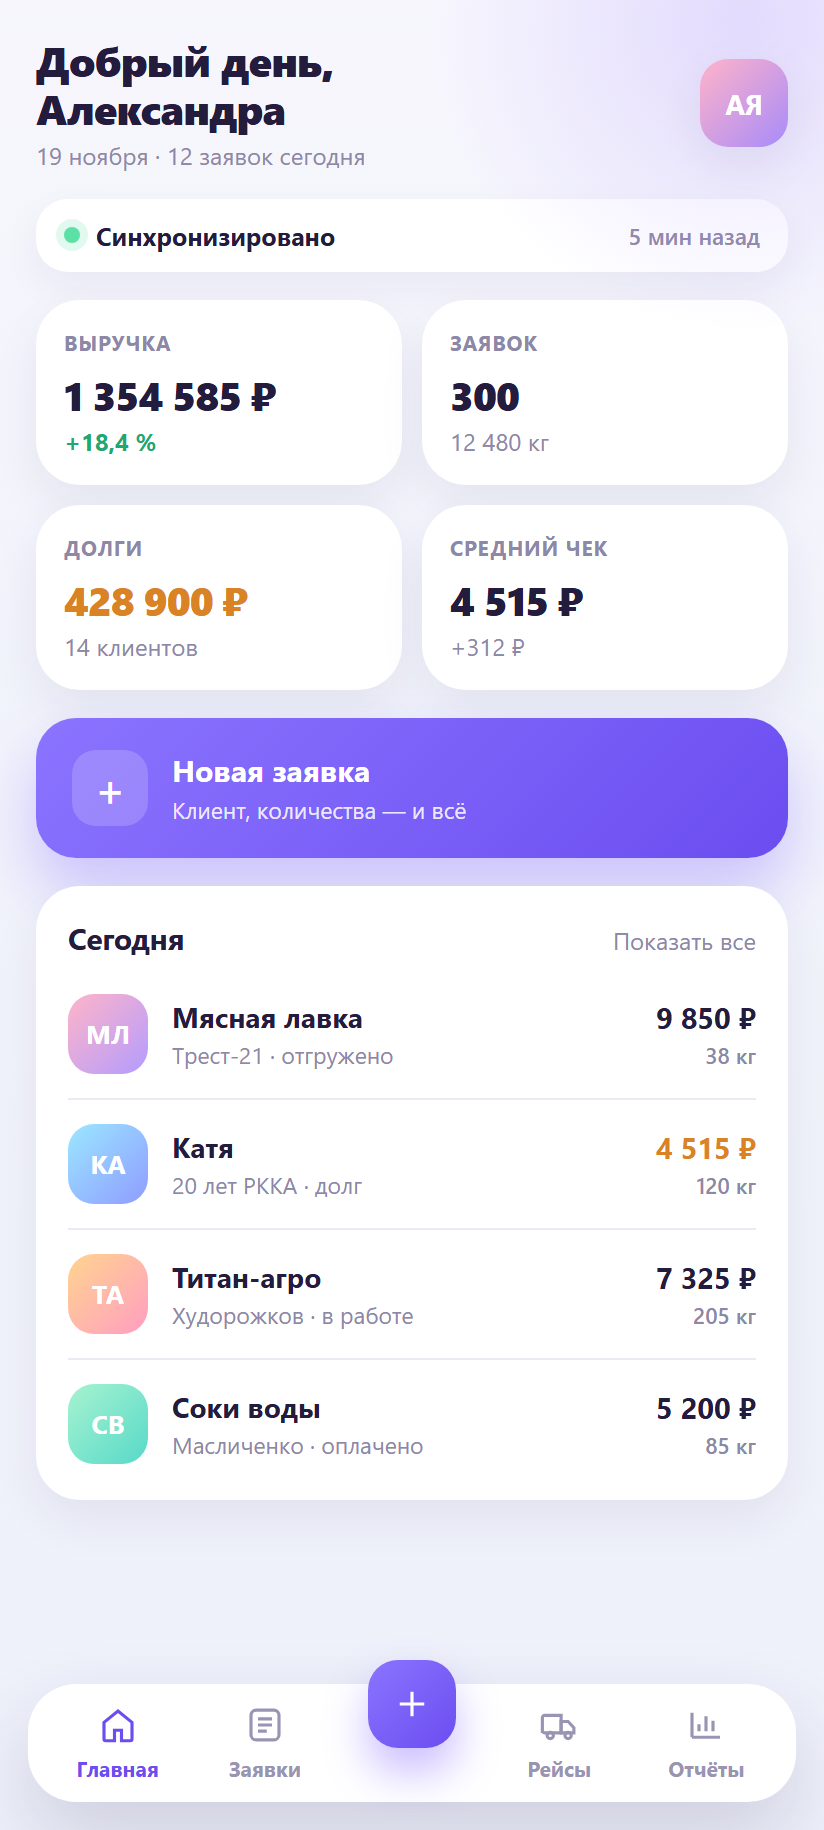 Добрый день,
Александра
АЯ
19 ноября · 12 заявок сегодня
Синхронизировано
5 мин назад
ВЫРУЧКА
1 354 585 ₽
+18,4 %
ЗАЯВОК
300
12 480 кг
ДОЛГИ
428 900 ₽
14 клиентов
СРЕДНИЙ ЧЕК
4 515 ₽
+312 ₽
+
Новая заявка
Клиент, количества — и всё
Сегодня
Показать все
МЛ
Мясная лавка
9 850 ₽
Трест-21 · отгружено
38 кг
КА
Катя
4 515 ₽
20 лет РККА · долг
120 кг
ТА
Титан-агро
7 325 ₽
Худорожков · в работе
205 кг
СВ
Соки воды
5 200 ₽
Масличенко · оплачено
85 кг
Главная
Заявки
+
Рейсы
Отчёты